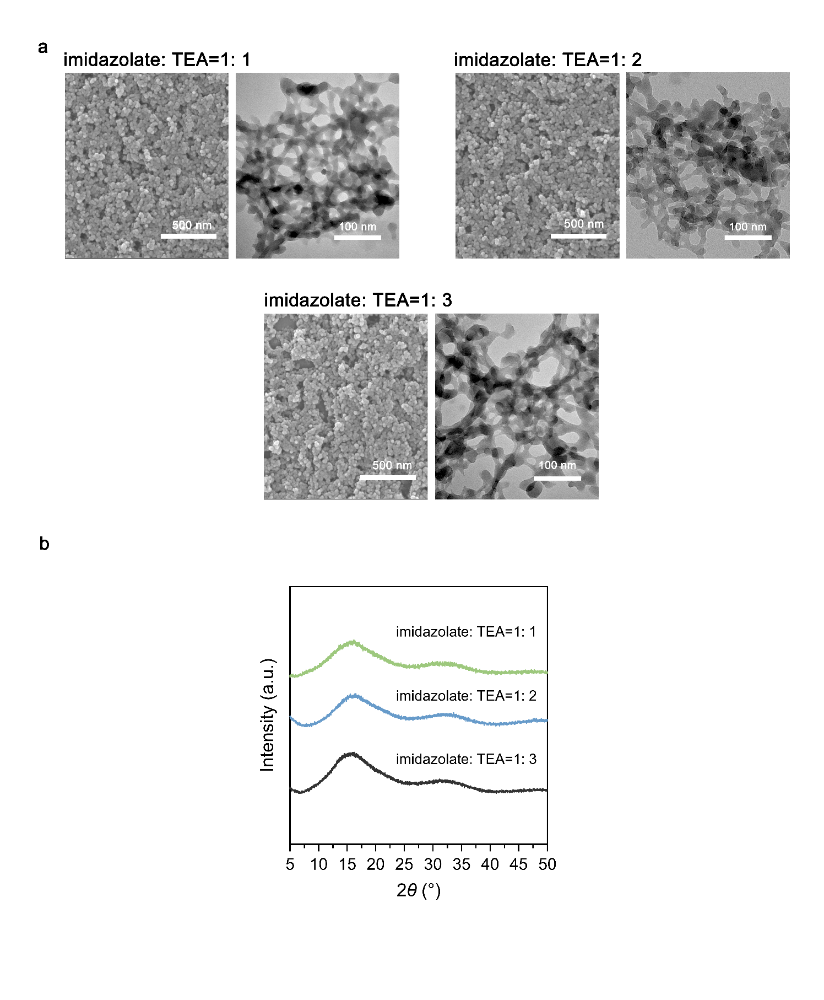 a
imidazolate: TEA=1: 1
imidazolate: TEA=1: 2
500 nm
100 nm
500 nm
100 nm
imidazolate: TEA=1: 3
500 nm
100 nm
b
imidazolate: TEA=1: 1
imidazolate: TEA=1: 2
imidazolate: TEA=1: 3
Intensity (a.u.)
5 10 15 20 25 30 35 40 45 50
2θ (°)